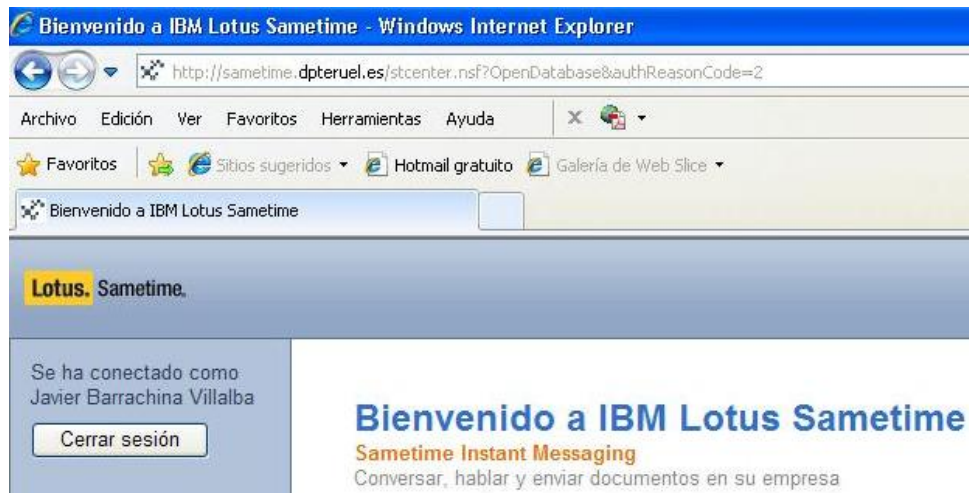 Bienvenido a IBM Lotus Sametime - Windows Internet Explorer
http://sametime.dpteruel.es/stcenter.nsf?OpenDatabase&authReasonCode=2
Archivo Edición Ver Favoritos Herramientas Ayuda
Favoritos Sitios sugeridos Hotmail gratuito Galería de Web Slice
Bienvenido a IBM Lotus Sametime
Lotus. Sametime.
Se ha conectado como
Javier Barrachina Villalba
Cerrar sesión
Bienvenido a IBM Lotus Sametime
Sametime Instant Messaging
Conversar, hablar y enviar documentos en su empresa